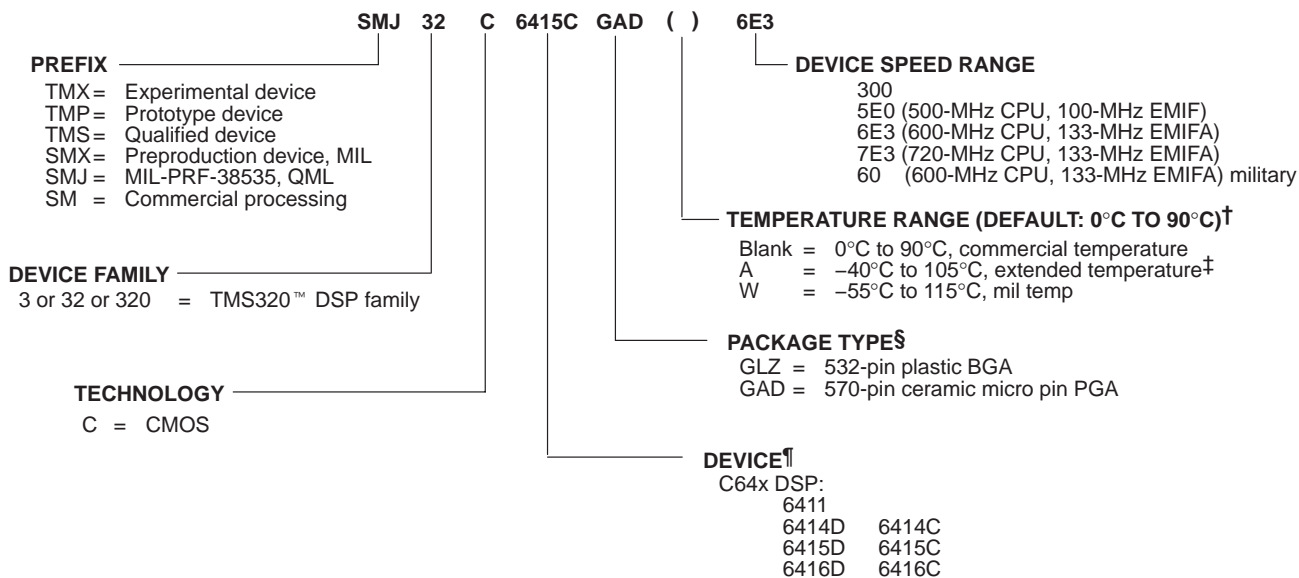 SMJ 32 C 6415C GAD ( ) 6E3
PREFIX
TMX = Experimental device
TMP = Prototype device
TMS = Qualified device
SMX = Preproduction device, MIL
SMJ = MIL-PRF-38535, QML
SM = Commercial processing
DEVICE SPEED RANGE
300
5E0 (500-MHz CPU, 100-MHz EMIF)
6E3 (600-MHz CPU, 133-MHz EMIFA)
7E3 (720-MHz CPU, 133-MHz EMIFA)
60 (600-MHz CPU, 133-MHz EMIFA) military
TEMPERATURE RANGE (DEFAULT: 0°C TO 90°C)†
Blank = 0°C to 90°C, commercial temperature
A = −40°C to 105°C, extended temperature‡
W = −55°C to 115°C, mil temp
DEVICE FAMILY
3 or 32 or 320 = TMS320™ DSP family
PACKAGE TYPE§
GLZ = 532-pin plastic BGA
GAD = 570-pin ceramic micro pin PGA
TECHNOLOGY
C = CMOS
DEVICE¶
C64x DSP:
6411
6414D 6414C
6415D 6415C
6416D 6416C